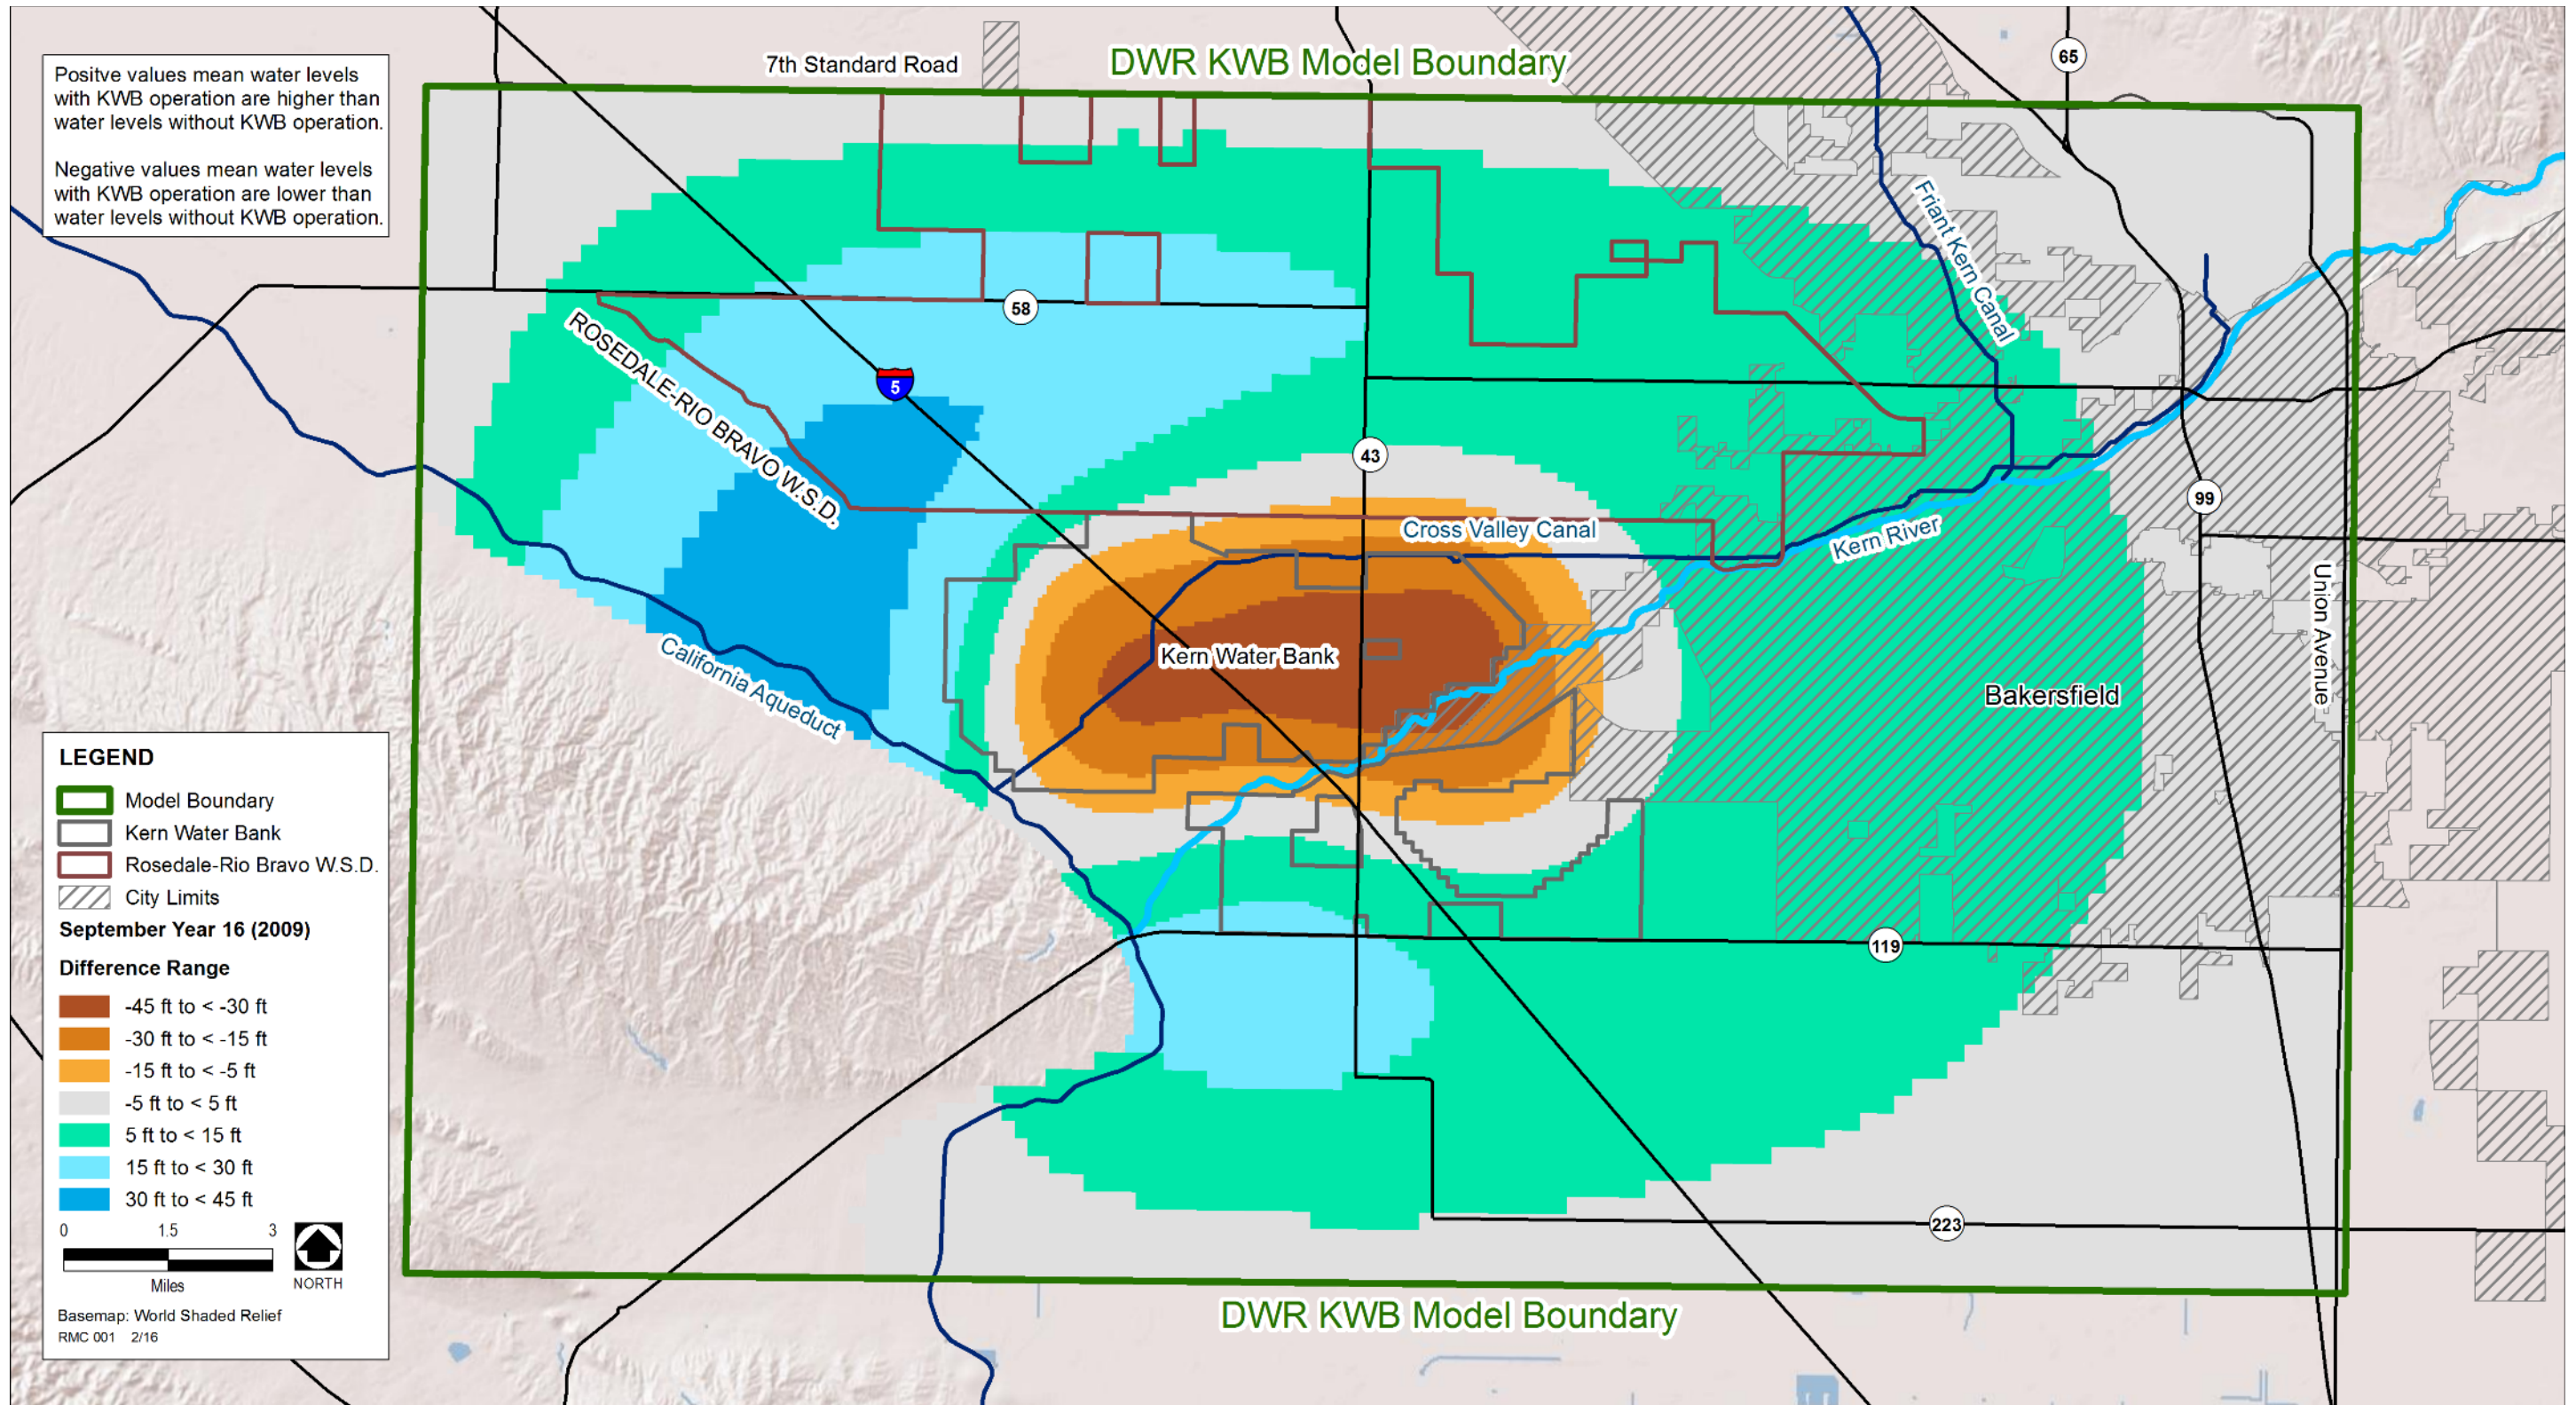 Positve values mean water levels
with KWB operation are higher than
water levels without KWB operation.
Negative values mean water levels
with KWB operation are lower than
water levels without KWB operation.
7th Standard Road
DWR KWB Model Boundary
65
Friant Kern Canal
58
ROSEDALE-RIO BRAVO W.S.D.
5
43
99
Cross Valley Canal
Kern River
Union Avenue
California Aqueduct
Kern Water Bank
Bakersfield
119
223
DWR KWB Model Boundary
LEGEND
Model Boundary
Kern Water Bank
Rosedale-Rio Bravo W.S.D.
City Limits
September Year 16 (2009)
Difference Range
-45 ft to < -30 ft
-30 ft to < -15 ft
-15 ft to < -5 ft
-5 ft to < 5 ft
5 ft to < 15 ft
15 ft to < 30 ft
30 ft to < 45 ft
0 1.5 3
Miles
NORTH
Basemap: World Shaded Relief
RMC 001 2/16